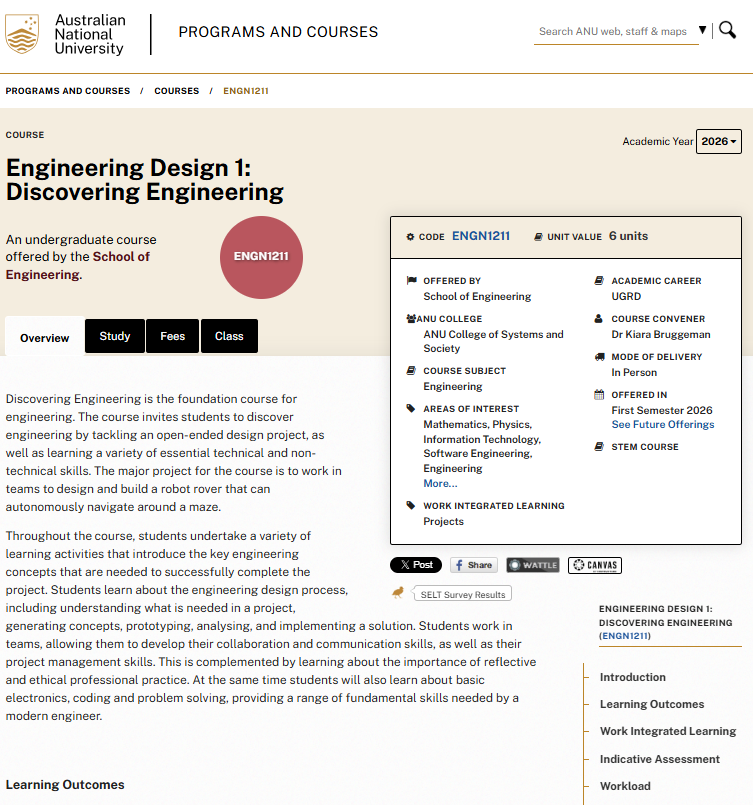 Australian
National
University
PROGRAMS AND COURSES
Search ANU web, staff & maps
PROGRAMS AND COURSES / COURSES / ENGN1211
COURSE
Academic Year 2026
Engineering Design 1:
Discovering Engineering
An undergraduate course
offered by the School of
Engineering.
ENGN1211
CODE ENGN1211 UNIT VALUE 6 units
OFFERED BY
School of Engineering
ANU COLLEGE
ANU College of Systems and
Society
COURSE SUBJECT
Engineering
AREAS OF INTEREST
Mathematics, Physics,
Information Technology,
Software Engineering,
Engineering
More...
WORK INTEGRATED LEARNING
Projects
ACADEMIC CAREER
UGRD
COURSE CONVENER
Dr Kiara Bruggeman
MODE OF DELIVERY
In Person
OFFERED IN
First Semester 2026
See Future Offerings
STEM COURSE
Overview Study Fees Class
Discovering Engineering is the foundation course for
engineering. The course invites students to discover
engineering by tackling an open-ended design project, as
well as learning a variety of essential technical and non-
technical skills. The major project for the course is to work in
teams to design and build a robot rover that can
autonomously navigate around a maze.
Throughout the course, students undertake a variety of
learning activities that introduce the key engineering
concepts that are needed to successfully complete the
project. Students learn about the engineering design process,
including understanding what is needed in a project,
generating concepts, prototyping, analysing, and implementing a solution. Students work in
teams, allowing them to develop their collaboration and communication skills, as well as their
project management skills. This is complemented by learning about the importance of reflective
and ethical professional practice. At the same time students will also learn about basic
electronics, coding and problem solving, providing a range of fundamental skills needed by a
modern engineer.
X Post Share WATTLE CANVAS
SELT Survey Results
ENGINEERING DESIGN 1:
DISCOVERING ENGINEERING
(ENGN1211)
Introduction
Learning Outcomes
Work Integrated Learning
Indicative Assessment
Workload
Learning Outcomes